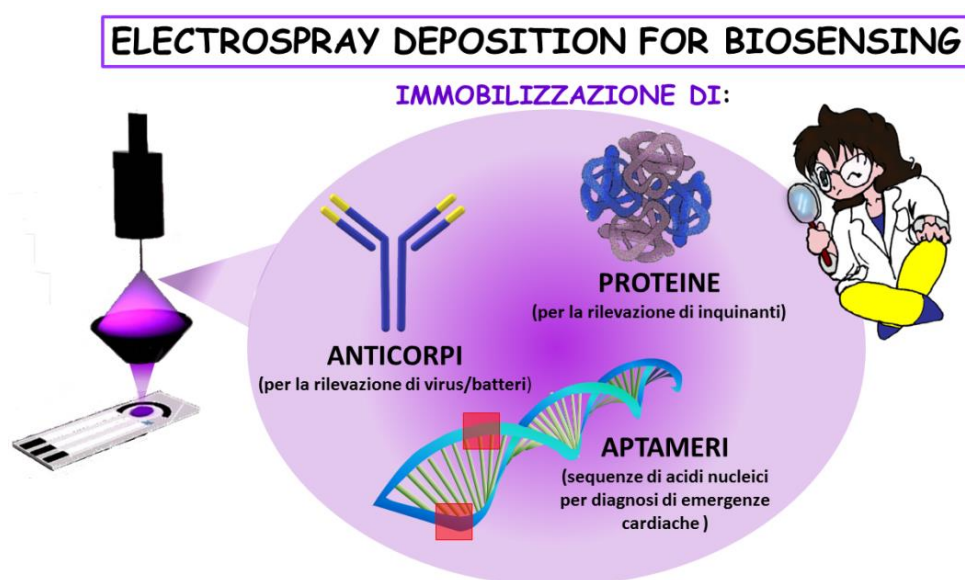 ELECTROSPRAY DEPOSITION FOR BIOSENSING
IMMOBILIZZAZIONE DI:
PROTEINE
(per la rilevazione di inquinanti)
ANTICORPI
(per la rilevazione di virus/batteri)
APTAMERI
(sequenze di acidi nucleici
per diagnosi di emergenze
cardiache )